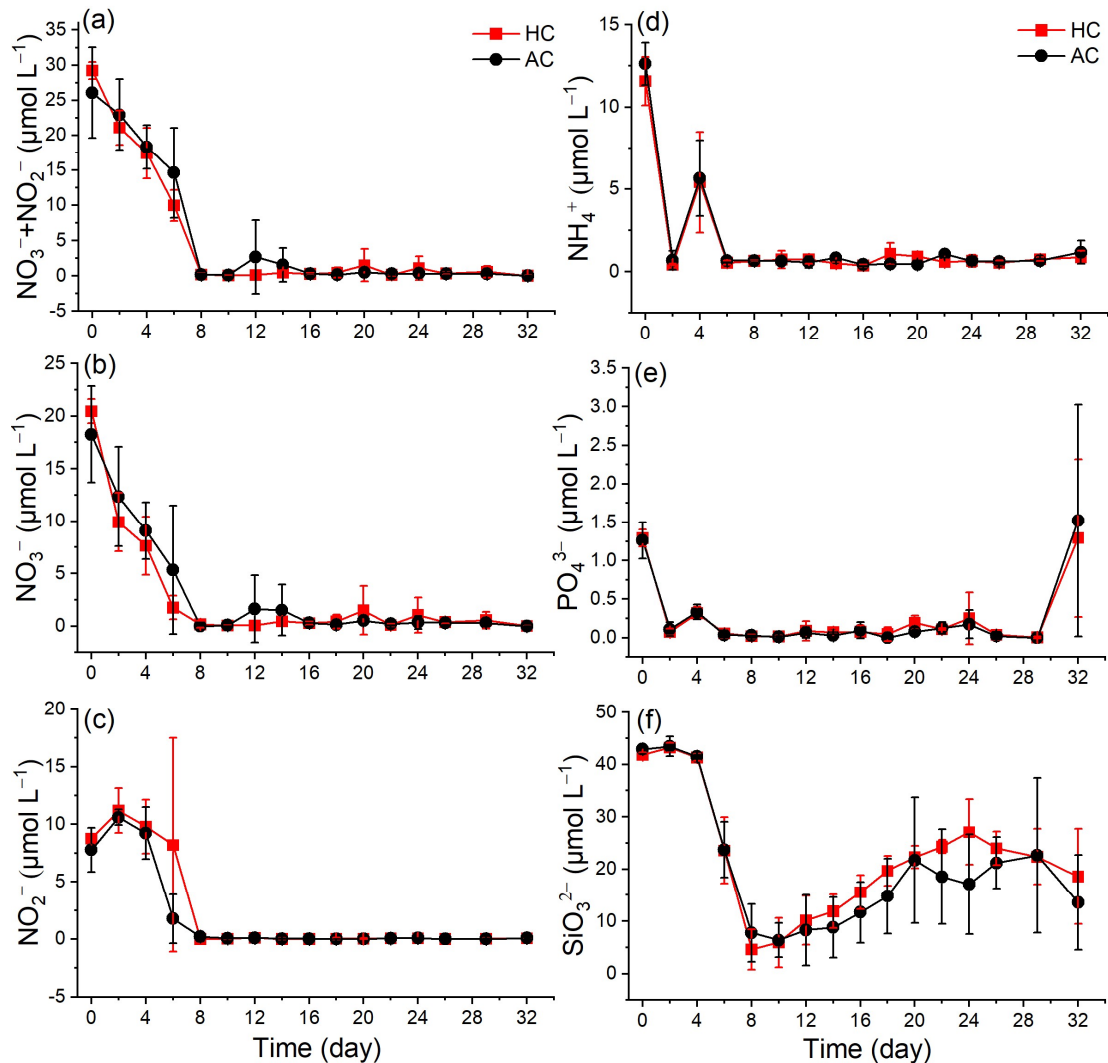 (a)
HC
AC
NO₃⁻+NO₂⁻ (µmol L⁻¹)
35
30
25
20
15
10
5
0
-5
0 4 8 12 16 20 24 28 32
(d)
HC
AC
NH₄⁺ (µmol L⁻¹)
15
10
5
0
0 4 8 12 16 20 24 28 32
(b)
NO₃⁻ (µmol L⁻¹)
25
20
15
10
5
0
0 4 8 12 16 20 24 28 32
(e)
PO₄³⁻ (µmol L⁻¹)
3.5
3.0
2.5
2.0
1.5
1.0
0.5
0.0
0 4 8 12 16 20 24 28 32
(c)
NO₂⁻ (µmol L⁻¹)
20
15
10
5
0
-5
0 4 8 12 16 20 24 28 32
Time (day)
(f)
SiO₃²⁻ (µmol L⁻¹)
50
40
30
20
10
0
0 4 8 12 16 20 24 28 32
Time (day)